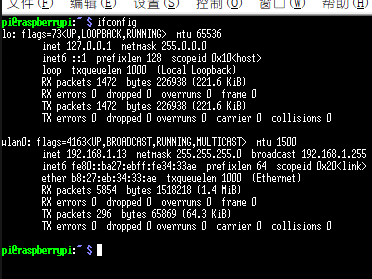 文件(F) 编辑(E) 设置(S) 控制(O) 窗口(W) 帮助(H)
pi@raspberrypi:~ $ ifconfig
lo: flags=73<UP,LOOPBACK,RUNNING>  mtu 65536
inet 127.0.0.1  netmask 255.0.0.0
inet6 ::1  prefixlen 128  scopeid 0x10<host>
loop  txqueuelen 1000  (Local Loopback)
RX packets 1472  bytes 226938 (221.6 KiB)
RX errors 0  dropped 0  overruns 0  frame 0
TX packets 1472  bytes 226938 (221.6 KiB)
TX errors 0  dropped 0 overruns 0  carrier 0  collisions 0
wlan0: flags=4163<UP,BROADCAST,RUNNING,MULTICAST>  mtu 1500
inet 192.168.1.13  netmask 255.255.255.0  broadcast 192.168.1.255
inet6 fe80::ba27:ebff:fe34:33ae  prefixlen 64  scopeid 0x20<link>
ether b8:27:eb:34:33:ae  txqueuelen 1000  (Ethernet)
RX packets 5854  bytes 1518218 (1.4 MiB)
RX errors 0  dropped 0  overruns 0  frame 0
TX packets 296  bytes 65869 (64.3 KiB)
TX errors 0  dropped 0 overruns 0  carrier 0  collisions 0
pi@raspberrypi:~ $